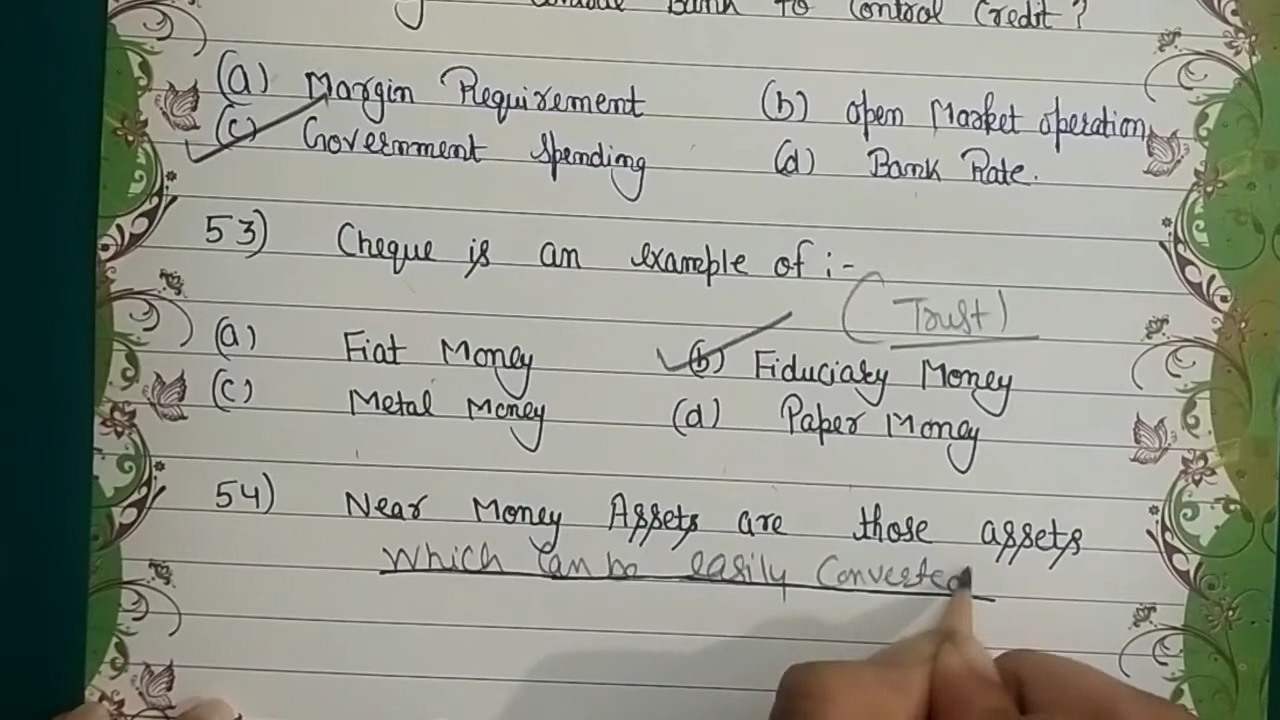 Bank To Control Credit?
(a) Margin Requirement (b) open Market operation
(c) Government Spending (d) Bank Rate.
53) Cheque is an example of :-
(Trust)
(a) Fiat Money (b) Fiduciary Money
(c) Metal Money (d) Paper Money
54) Near Money Assets are those assets
which can be easily Converted